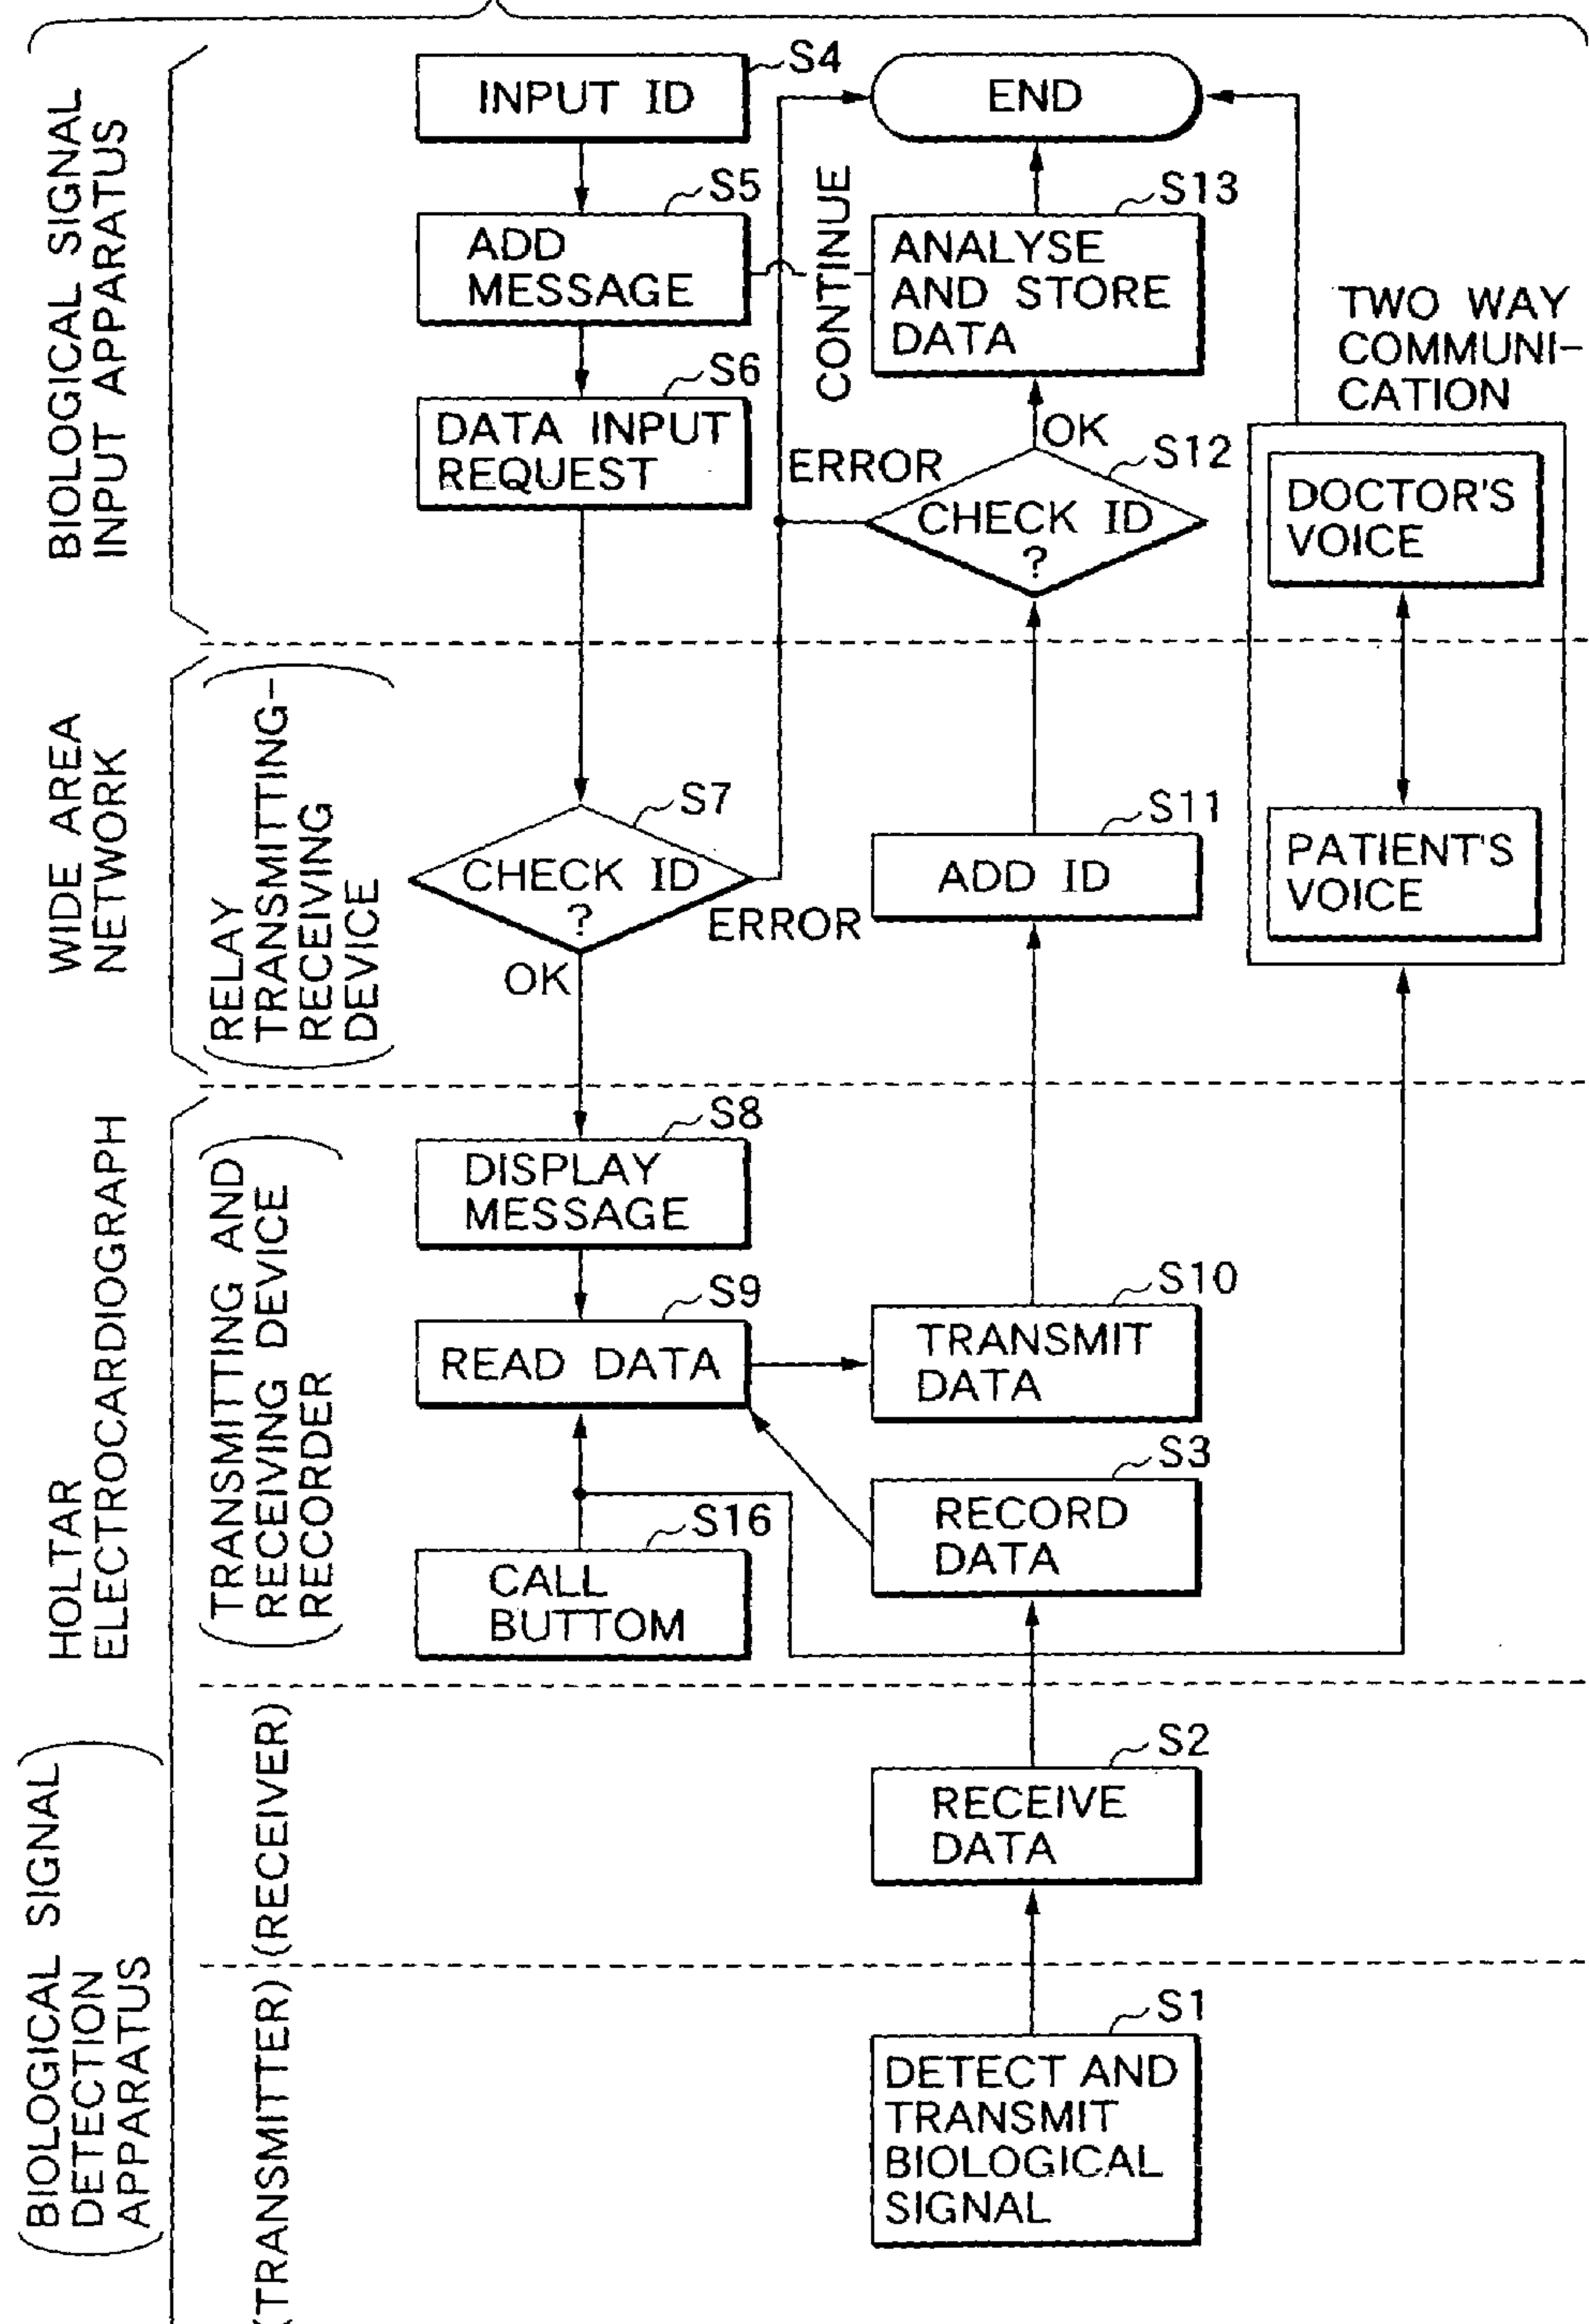 BIOLOGICAL SIGNAL
INPUT APPARATUS
S4
INPUT ID
END
S5
ADD
MESSAGE
CONTINUE
S13
ANALYSE
AND STORE
DATA
S6
DATA INPUT
REQUEST
TWO WAY
COMMUNI-
CATION
OK
ERROR
S12
CHECK ID
?
DOCTOR'S
VOICE
WIDE AREA
NETWORK
(RELAY
TRANSMITTING-
RECEIVING
DEVICE)
S7
CHECK ID
?
ERROR
OK
S11
ADD ID
PATIENT'S
VOICE
HOLTAR
ELECTROCARDIOGRAPH
(TRANSMITTING AND
RECEIVING DEVICE
RECORDER)
S8
DISPLAY
MESSAGE
S9
READ DATA
S10
TRANSMIT
DATA
S3
RECORD
DATA
S16
CALL
BUTTOM
(BIOLOGICAL SIGNAL
DETECTION
APPARATUS)
(RECEIVER)
S2
RECEIVE
DATA
(TRANSMITTER)
S1
DETECT AND
TRANSMIT
BIOLOGICAL
SIGNAL